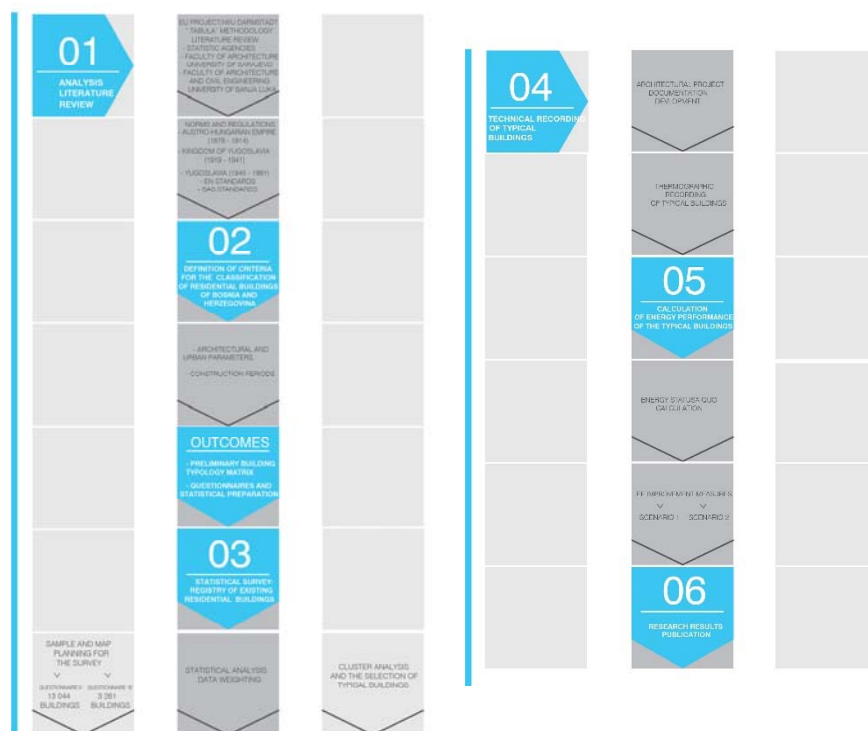 01
ANALYSIS
LITERATURE
REVIEW
EU PROJECT/IWU DARMSTADT
"TABULA" METHODOLOGY
LITERATURE REVIEW
- STATISTIC AGENCIES
- FACULTY OF ARCHITECTURE
UNIVERSITY OF SARAJEVO
- FACULTY OF ARCHITECTURE
AND CIVIL ENGINEERING
UNIVERSITY OF BANJA LUKA
NORMS AND REGULATIONS
- AUSTRO-HUNGARIAN EMPIRE
(1878 - 1914)
- KINGDOM OF YUGOSLAVIA
(1919 - 1941)
- YUGOSLAVIA (1945 - 1991)
- EN STANDARDS
- BAS STANDARDS
02
DEFINITION OF CRITERIA
FOR THE CLASSIFICATION
OF RESIDENTIAL BUILDINGS
OF BOSNIA AND
HERZEGOVINA
- ARCHITECTURAL AND
URBAN PARAMETERS
- CONSTRUCTION PERIODS
OUTCOMES
- PRELIMINARY BUILDING
TYPOLOGY MATRIX
- QUESTIONNAIRES AND
STATISTICAL PREPARATION
03
STATISTICAL SURVEY:
REGISTRY OF EXISTING
RESIDENTIAL BUILDINGS
SAMPLE AND MAP
PLANNING FOR
THE SURVEY
QUESTIONNAIRE QUESTIONNAIRE
13 044 3 261
BUILDINGS BUILDINGS
STATISTICAL ANALYSIS
DATA WEIGHTING
CLUSTER ANALYSIS
AND THE SELECTION OF
TYPICAL BUILDINGS
04
TECHNICAL RECORDING
OF TYPICAL
BUILDINGS
ARCHITECTURAL PROJECT
DOCUMENTATION
DEVELOPMENT
THERMOGRAPHIC
RECORDING
OF TYPICAL BUILDINGS
05
CALCULATION
OF ENERGY PERFORMANCE
OF THE TYPICAL BUILDINGS
ENERGY STATUSA QUO
CALCULATION
EE IMPROVEMENT MEASURES
SCENARIO 1 SCENARIO 2
06
RESEARCH RESULTS
PUBLICATION